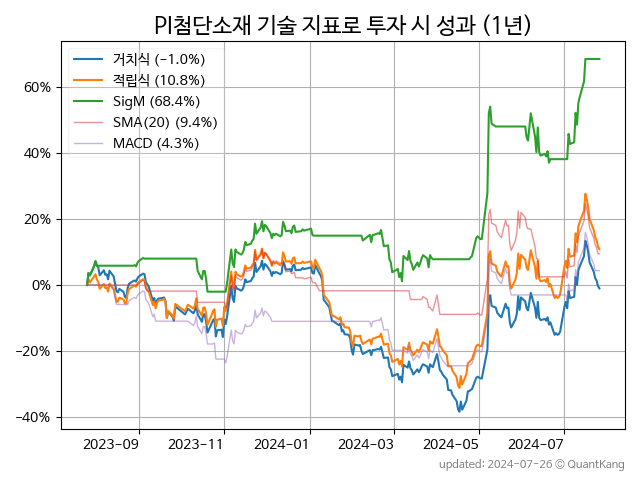 PI첨단소재 기술 지표로 투자 시 성과 (1년)
거치식 (−1.0%)
적립식 (10.8%)
SigM (68.4%)
SMA(20) (9.4%)
MACD (4.3%)
60%
40%
20%
0%
−20%
−40%
2023−09 2023−11 2024−01 2024−03 2024−05 2024−07
updated: 2024-07-26 © QuantKang